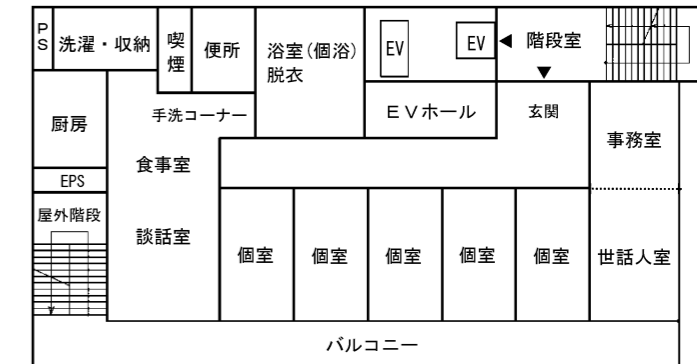 PS
洗濯・収納
喫煙
便所
浴室(個浴)
脱衣
EV
EV
階段室
厨房
手洗コーナー
EVホール
玄関
事務室
食事室
EPS
屋外階段
談話室
個室
個室
個室
個室
個室
世話人室
バルコニー